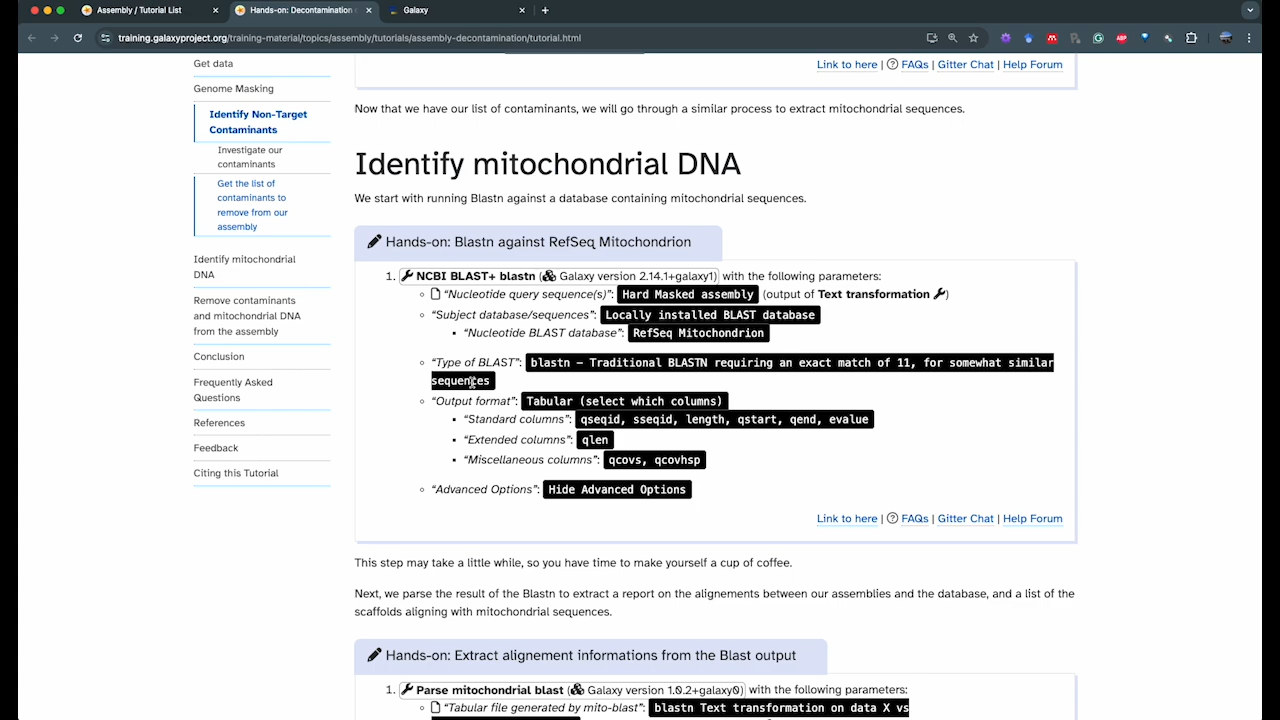 Assembly / Tutorial List
Hands-on: Decontamination
Galaxy
training.galaxyproject.org/training-material/topics/assembly/tutorials/assembly-decontamination/tutorial.html
Get data
Genome Masking
Identify Non-Target
Contaminants
Investigate our
contaminants
Get the list of
contaminants to
remove from our
assembly
Identify mitochondrial
DNA
Remove contaminants
and mitochondrial DNA
from the assembly
Conclusion
Frequently Asked
Questions
References
Feedback
Citing this Tutorial
Link to here | FAQs | Gitter Chat | Help Forum
Now that we have our list of contaminants, we will go through a similar process to extract mitochondrial sequences.
Identify mitochondrial DNA
We start with running Blastn against a database containing mitochondrial sequences.
Hands-on: Blastn against RefSeq Mitochondrion
1. NCBI BLAST+ blastn (Galaxy version 2.14.1+galaxy1) with the following parameters:
"Nucleotide query sequence(s)": Hard Masked assembly (output of Text transformation)
"Subject database/sequences": Locally installed BLAST database
"Nucleotide BLAST database": RefSeq Mitochondrion
"Type of BLAST": blastn - Traditional BLASTN requiring an exact match of 11, for somewhat similar
sequences
"Output format": Tabular (select which columns)
"Standard columns": qseqid, sseqid, length, qstart, qend, evalue
"Extended columns": qlen
"Miscellaneous columns": qcovs, qcovhsp
"Advanced Options": Hide Advanced Options
Link to here | FAQs | Gitter Chat | Help Forum
This step may take a little while, so you have time to make yourself a cup of coffee.
Next, we parse the result of the Blastn to extract a report on the alignements between our assemblies and the database, and a list of the
scaffolds aligning with mitochondrial sequences.
Hands-on: Extract alignement informations from the Blast output
1. Parse mitochondrial blast (Galaxy version 1.0.2+galaxy0) with the following parameters:
"Tabular file generated by mito-blast": blastn Text transformation on data X vs